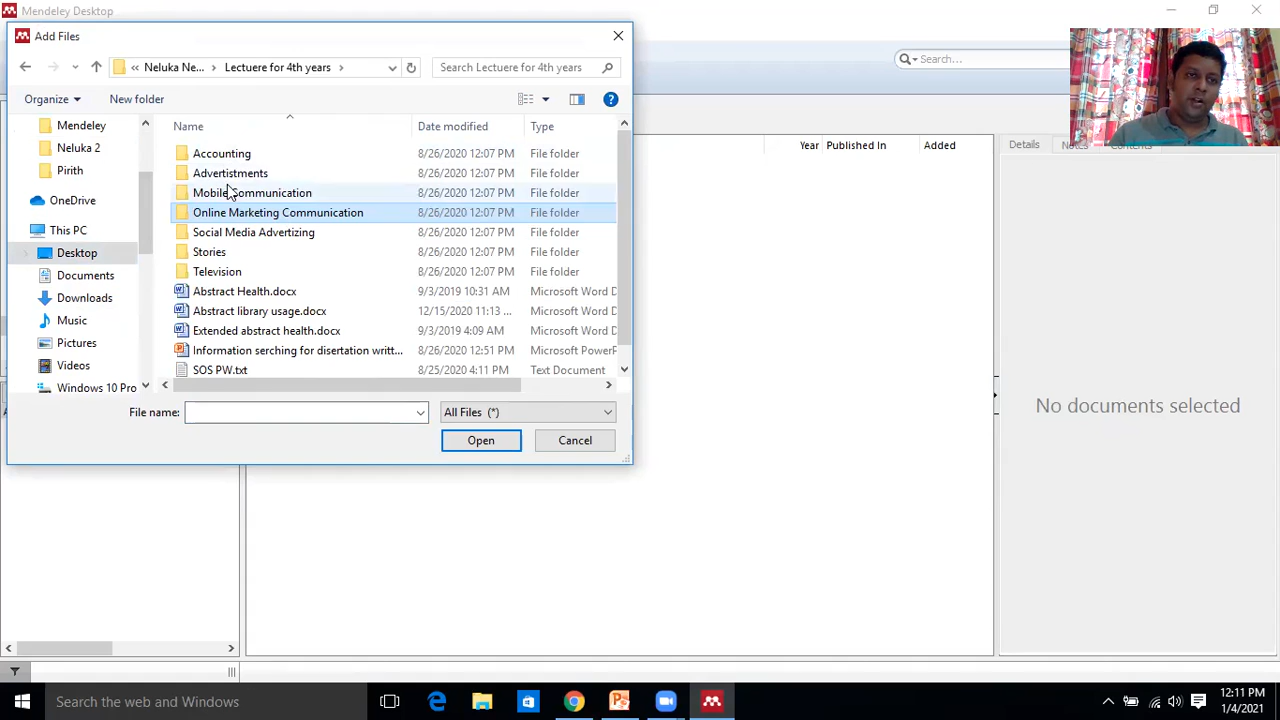 Mendeley Desktop
Add Files
Neluka Ne... Lectuere for 4th years
Search Lectuere for 4th years
Search...
Organize New folder
Name Date modified Type
Year Published In Added
Details Notes Contents
Mendeley
Neluka 2
Pirith
OneDrive
This PC
Desktop
Documents
Downloads
Music
Pictures
Videos
Windows 10 Pro
Accounting 8/26/2020 12:07 PM File folder
Advertistments 8/26/2020 12:07 PM File folder
Mobile Communication 8/26/2020 12:07 PM File folder
Online Marketing Communication 8/26/2020 12:07 PM File folder
Social Media Advertizing 8/26/2020 12:07 PM File folder
Stories 8/26/2020 12:07 PM File folder
Television 8/26/2020 12:07 PM File folder
Abstract Health.docx 9/3/2019 10:31 AM Microsoft Word D
Abstract library usage.docx 12/15/2020 11:13 ... Microsoft Word D
Extended abstract health.docx 9/3/2019 4:09 AM Microsoft Word D
Information serching for disertation writt... 8/26/2020 12:51 PM Microsoft PowerP
SOS PW.txt 8/25/2020 4:11 PM Text Document
File name: All Files (*)
Open Cancel
No documents selected
Search the web and Windows
12:11 PM
1/4/2021